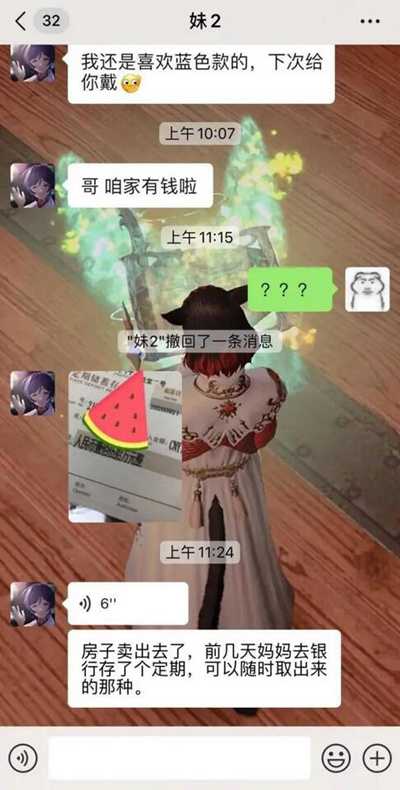 32
妹2
我还是喜欢蓝色款的，下次给
你戴
上午 10:07
哥 咱家有钱啦
上午 11:15
？？？
"妹2"撤回了一条消息
上午 11:24
6''
房子卖出去了，前几天妈妈去银
行存了个定期，可以随时取出来
的那种。